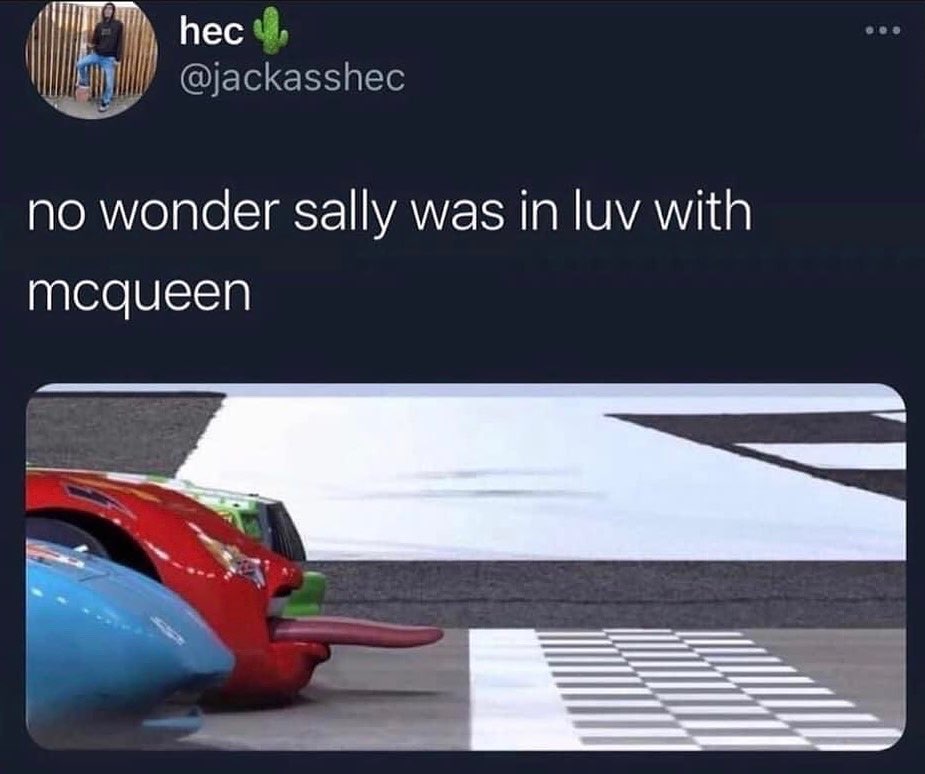 hec🌵
@jackasshec
no wonder sally was in luv with
mcqueen